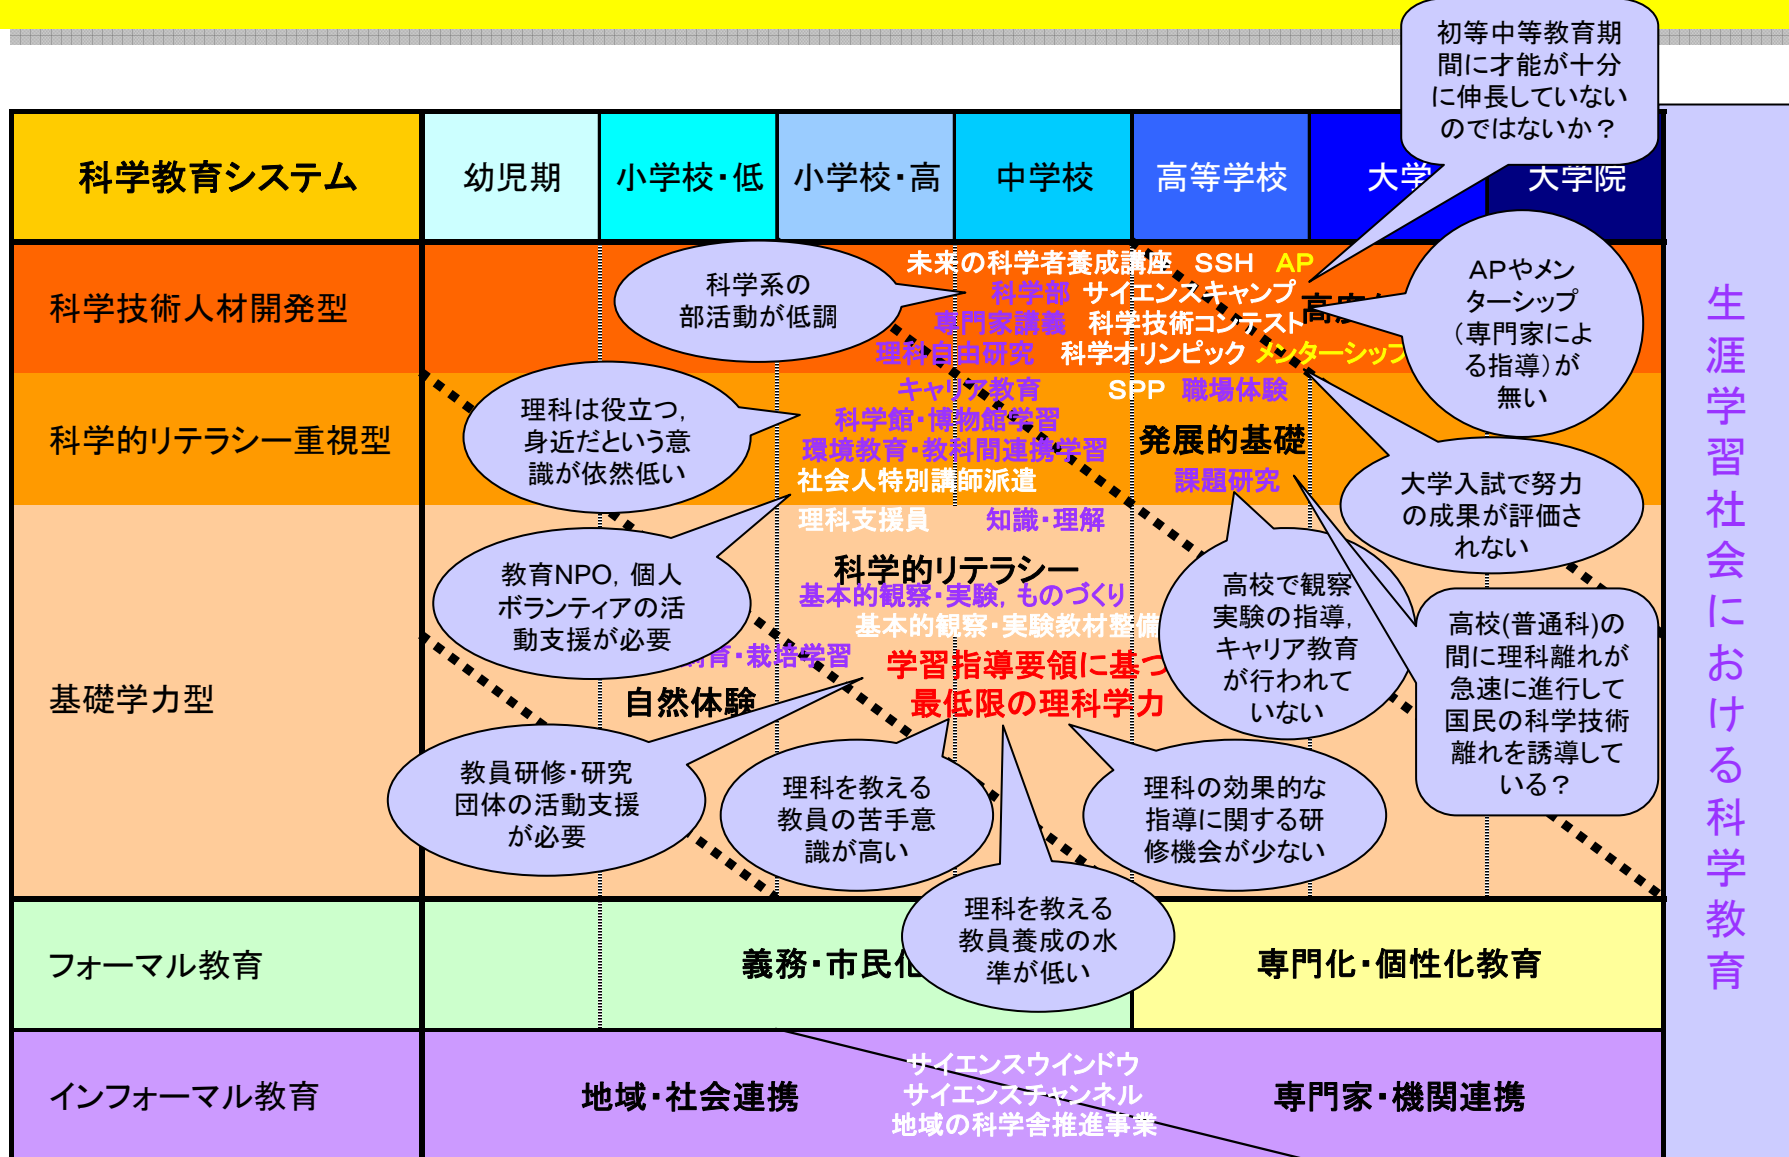 初等中等教育期
間に才能が十分
に伸長していない
のではないか？
科学教育システム
幼児期
小学校・低
小学校・高
中学校
高等学校
大学
大学院
科学技術人材開発型
科学系の
部活動が低調
未来の科学者養成講座 SSH AP
科学部 サイエンスキャンプ
専門家講義 科学技術コンテスト
理科自由研究 科学オリンピック メンターシップ
高度
APやメン
ターシップ
（専門家によ
る指導）が
無い
科学的リテラシー重視型
理科は役立つ，
身近だという意
識が依然低い
キャリア教育 SPP 職場体験
科学館・博物館学習
環境教育・教科間連携学習
社会人特別講師派遣
発展的基礎
課題研究
大学入試で努力
の成果が評価さ
れない
基礎学力型
理科支援員 知識・理解
科学的リテラシー
基本的観察・実験，ものづくり
基本的観察・実験教材整備
育・栽培学習
自然体験
学習指導要領に基づ
最低限の理科学力
教育NPO，個人
ボランティアの活
動支援が必要
高校で観察
実験の指導，
キャリア教育
が行われて
いない
高校(普通科)の
間に理科離れが
急速に進行して
国民の科学技術
離れを誘導して
いる？
教員研修・研究
団体の活動支援
が必要
理科を教える
教員の苦手意
識が高い
理科の効果的な
指導に関する研
修機会が少ない
理科を教える
教員養成の水
準が低い
フォーマル教育
義務・市民化
専門化・個性化教育
インフォーマル教育
地域・社会連携
サイエンスウインドウ
サイエンスチャンネル
地域の科学舎推進事業
専門家・機関連携
生涯学習社会における科学教育